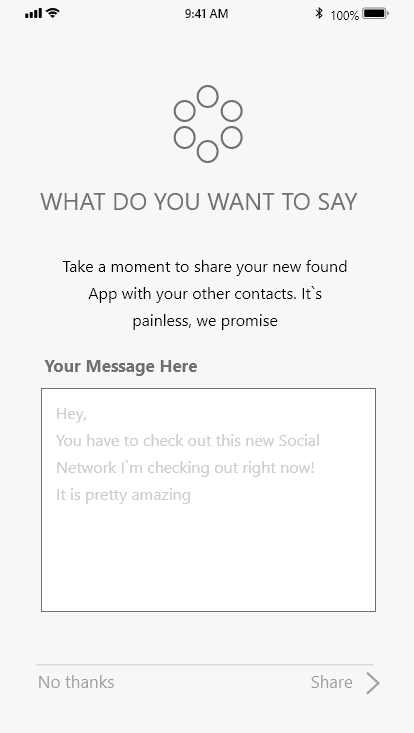 9:41 AM
100%
WHAT DO YOU WANT TO SAY
Take a moment to share your new found
App with your other contacts. It`s
painless, we promise
Your Message Here
Hey,
You have to check out this new Social
Network I`m checking out right now!
It is pretty amazing
No thanks
Share